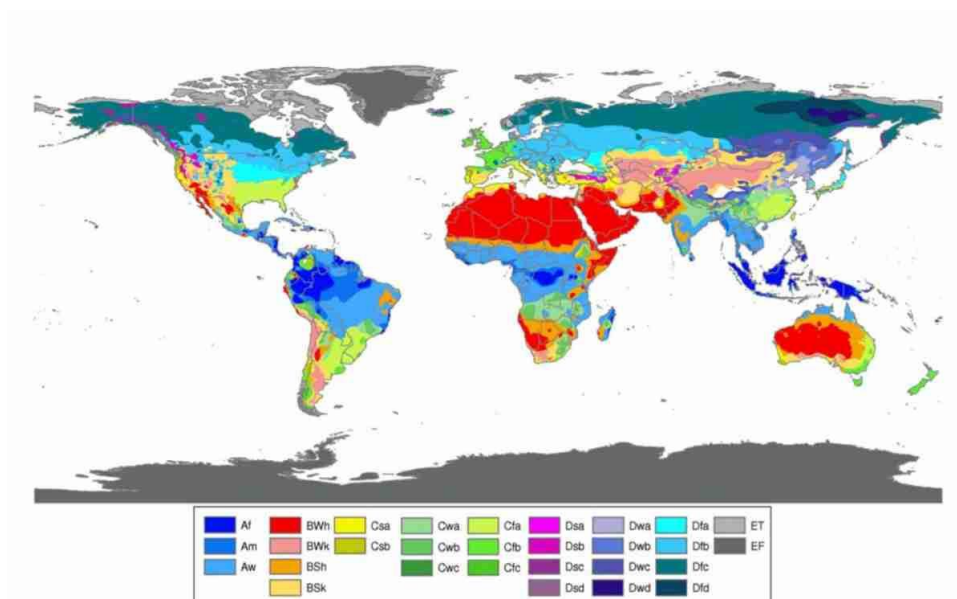 Af BWh Csa Cwa Cfa Dsa Dwa Dfa ET
Am BWk Csb Cwb Cfb Dsb Dwb Dfb EF
Aw BSh Cwc Cfc Dsc Dwc Dfc
BSk Dsd Dwd Dfd